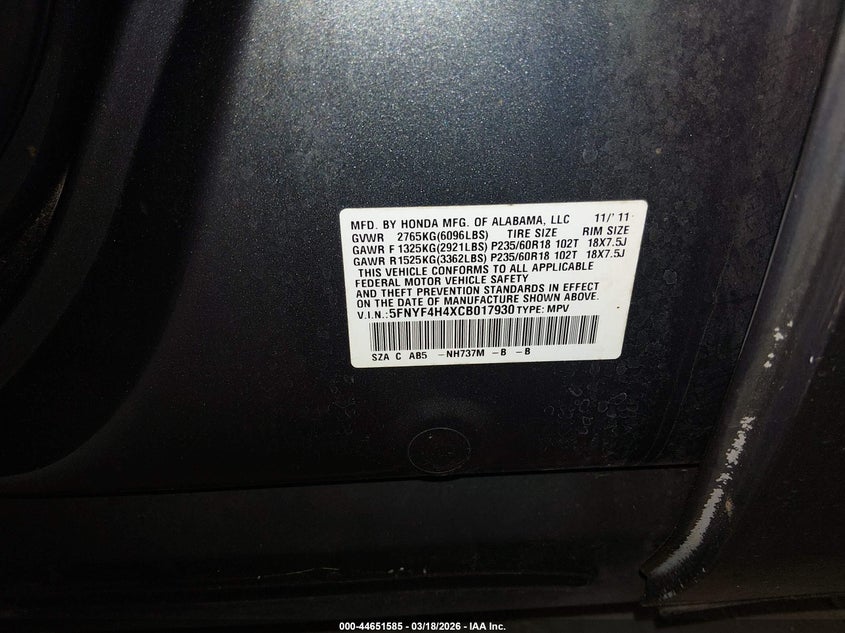 MFD. BY HONDA MFG. OF ALABAMA, LLC 11/'11
GVWR 2765KG(6096LBS) TIRE SIZE RIM SIZE
GAWR F 1325KG(2921LBS) P235/60R18 102T 18X7.5J
GAWR R 1525KG(3362LBS) P235/60R18 102T 18X7.5J
THIS VEHICLE CONFORMS TO ALL APPLICABLE
FEDERAL MOTOR VEHICLE SAFETY
AND THEFT PREVENTION STANDARDS IN EFFECT
ON THE DATE OF MANUFACTURE SHOWN ABOVE.
V.I.N.: 5FNYF4H4XCB017930 TYPE: MPV
SZA C AB5 -NH737M -B -B
000-44651585 — 03/18/2026 — IAA Inc.